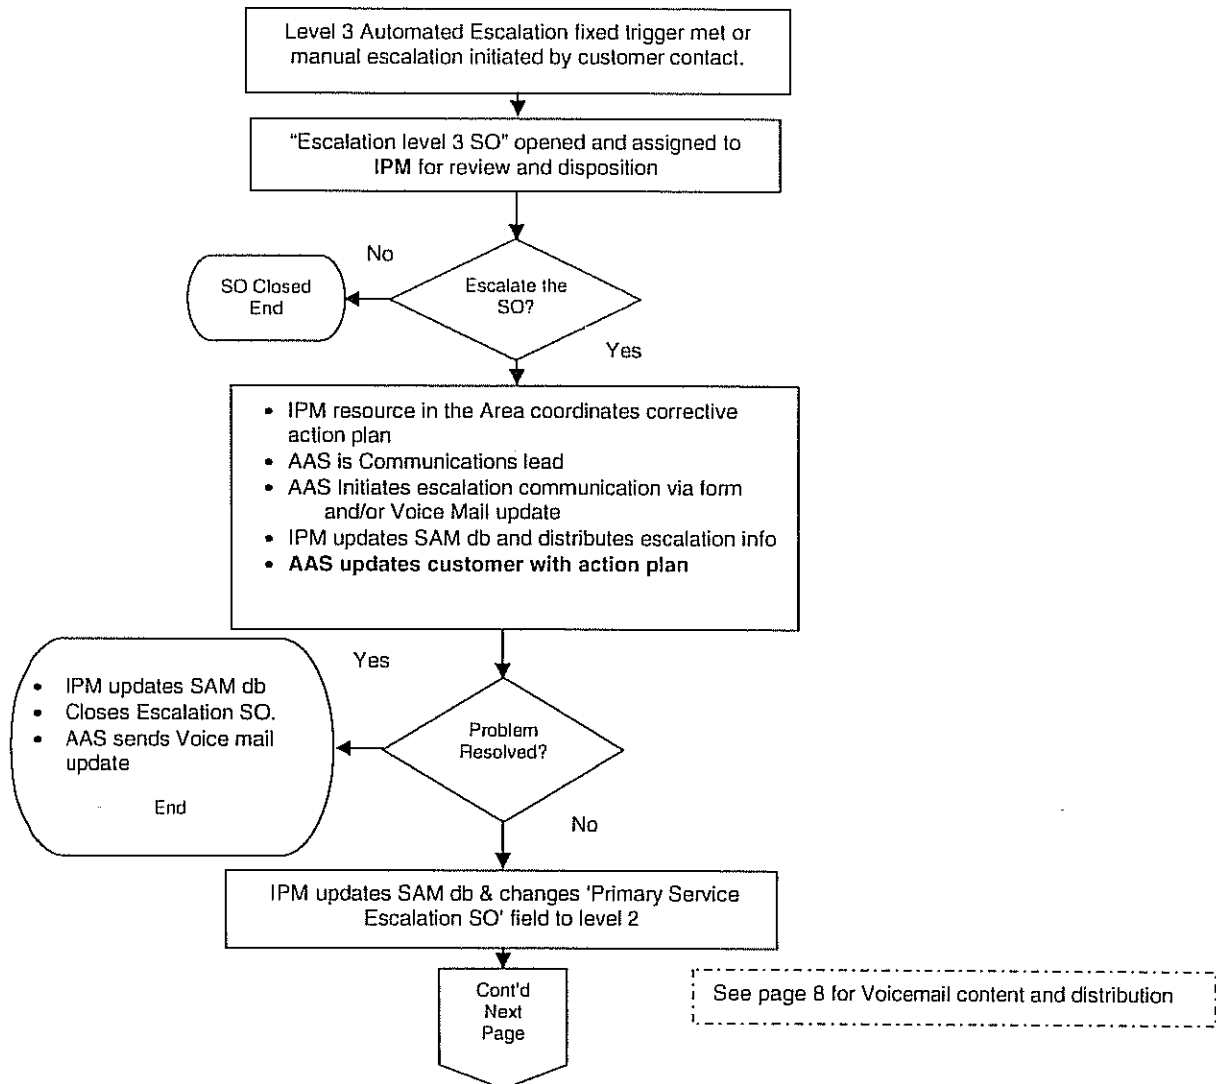 Level 3 Automated Escalation fixed trigger met or
manual escalation initiated by customer contact.
“Escalation level 3 SO” opened and assigned to
IPM for review and disposition
No
SO Closed
End
Escalate the
SO?
Yes
• IPM resource in the Area coordinates corrective
action plan
• AAS is Communications lead
• AAS Initiates escalation communication via form
and/or Voice Mail update
• IPM updates SAM db and distributes escalation info
• AAS updates customer with action plan
Yes
• IPM updates SAM db
• Closes Escalation SO.
• AAS sends Voice mail
update
End
Problem
Resolved?
No
IPM updates SAM db & changes 'Primary Service
Escalation SO' field to level 2
Cont'd
Next
Page
See page 8 for Voicemail content and distribution